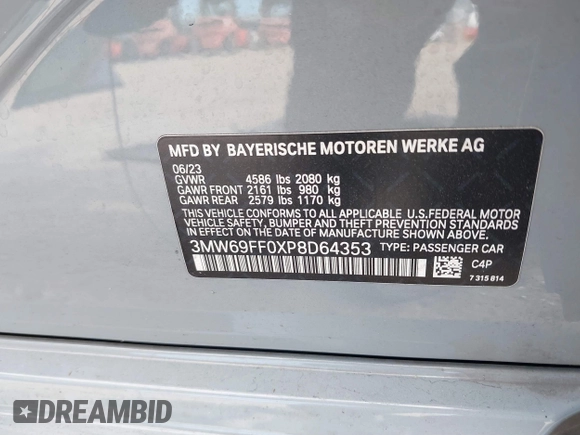 MFD BY BAYERISCHE MOTOREN WERKE AG
06/23
GVWR 4586 lbs 2080 kg
GAWR FRONT 2161 lbs 980 kg
GAWR REAR 2579 lbs 1170 kg
THIS VEHICLE CONFORMS TO ALL APPLICABLE U.S.FEDERAL MOTOR
VEHICLE SAFETY, BUMPER AND THEFT PREVENTION STANDARDS
IN EFFECT ON THE DATE OF MANUFACTURE SHOWN ABOVE.
3MW69FF0XP8D64353 TYPE: PASSENGER CAR
C4P
7 315 814
DREAMBID